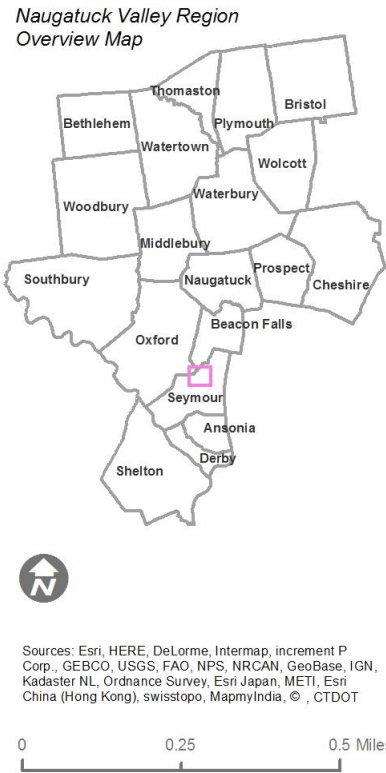 Naugatuck Valley Region
Overview Map
Thomaston
Bristol
Bethlehem
Plymouth
Watertown
Wolcott
Waterbury
Woodbury
Middlebury
Southbury
Naugatuck
Prospect
Cheshire
Beacon Falls
Oxford
Seymour
Ansonia
Derby
Shelton
N
Sources: Esri, HERE, DeLorme, Intermap, increment P
Corp., GEBCO, USGS, FAO, NPS, NRCAN, GeoBase, IGN,
Kadaster NL, Ordnance Survey, Esri Japan, METI, Esri
China (Hong Kong), swisstopo, MapmyIndia, © , CTDOT
0 0.25 0.5 Miles